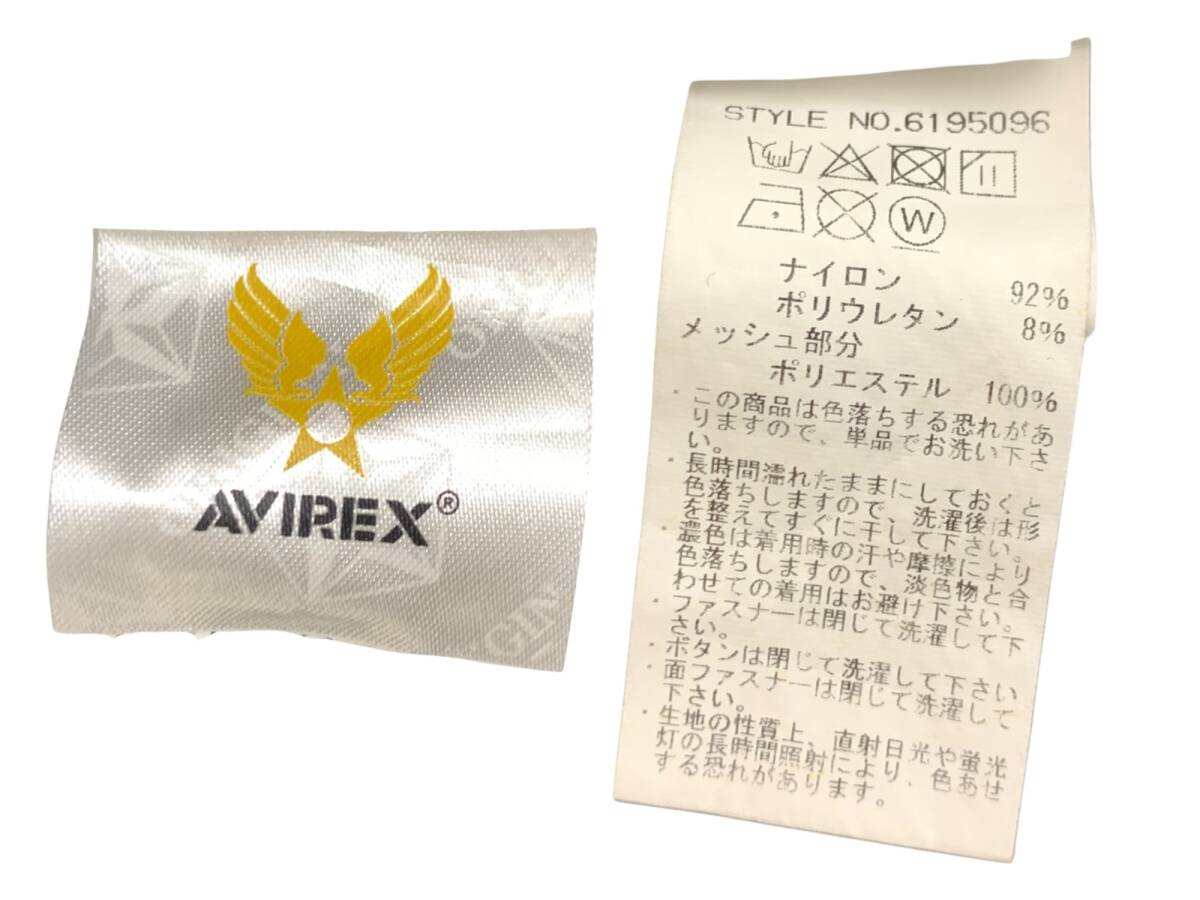 AVIREX®
STYLE NO.6195096
W
ナイロン 92%
ポリウレタン 8%
メッシュ部分
ポリエステル 100%
・この商品は色落ちする恐れがあ
りますので、単品でお洗い下さ
い。
・長時間濡れたままにしておくと
色落ちしますので、洗濯後は形
を整えてすぐに干して下さい。
・濃色は着用時の汗や摩擦により
色落ちしますので、淡色物と合
わせての着用はお避け下さい。
・ファスナーは閉じて洗濯して下
さい。
・ボタンは閉じて洗濯して下さい
・面ファスナーは閉じて洗濯して
下さい。
・生地の性質上、直射日光や蛍光
灯の長時間照射により、色あせ
する恐れがあります。